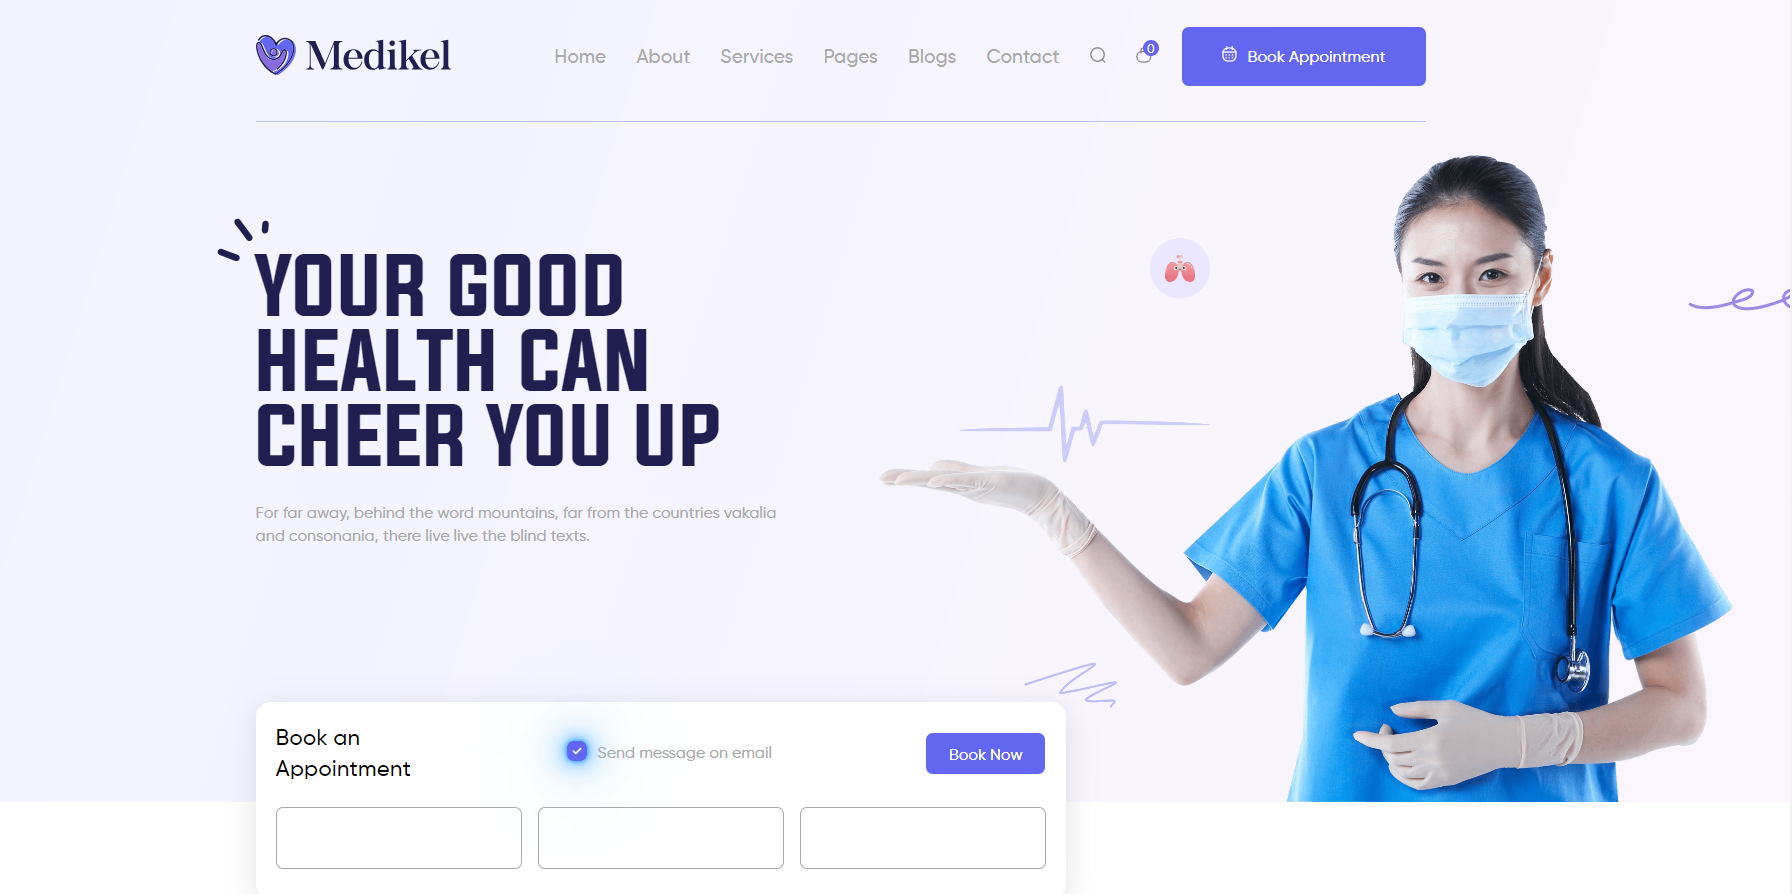 Medikel
Home About Services Pages Blogs Contact 0 Book Appointment
YOUR GOOD
HEALTH CAN
CHEER YOU UP
For far away, behind the word mountains, far from the countries vakalia
and consonania, there live live the blind texts.
Book an
Appointment
Send message on email
Book Now